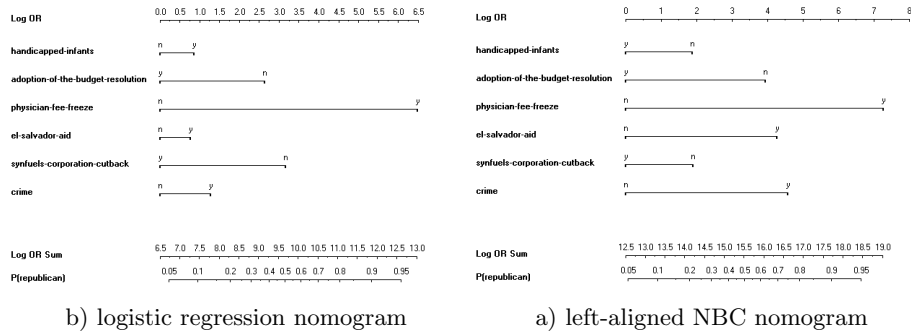 Log OR
0.0 0.5 1.0 1.5 2.0 2.5 3.0 3.5 4.0 4.5 5.0 5.5 6.0 6.5
handicapped-infants
n y
adoption-of-the-budget-resolution
y n
physician-fee-freeze
n y
el-salvador-aid
n y
synfuels-corporation-cutback
y n
crime
n y
Log OR Sum
6.5 7.0 7.5 8.0 8.5 9.0 9.5 10.0 10.5 11.0 11.5 12.0 12.5 13.0
P(republican)
0.05 0.1 0.2 0.3 0.4 0.5 0.6 0.7 0.8 0.9 0.95
b) logistic regression nomogram
Log OR
0 1 2 3 4 5 6 7 8
handicapped-infants
y n
adoption-of-the-budget-resolution
y n
physician-fee-freeze
n y
el-salvador-aid
n y
synfuels-corporation-cutback
y n
crime
n y
Log OR Sum
12.5 13.0 13.5 14.0 14.5 15.0 15.5 16.0 16.5 17.0 17.5 18.0 18.5 19.0
P(republican)
0.05 0.1 0.2 0.3 0.4 0.5 0.6 0.7 0.8 0.9 0.95
a) left-aligned NBC nomogram